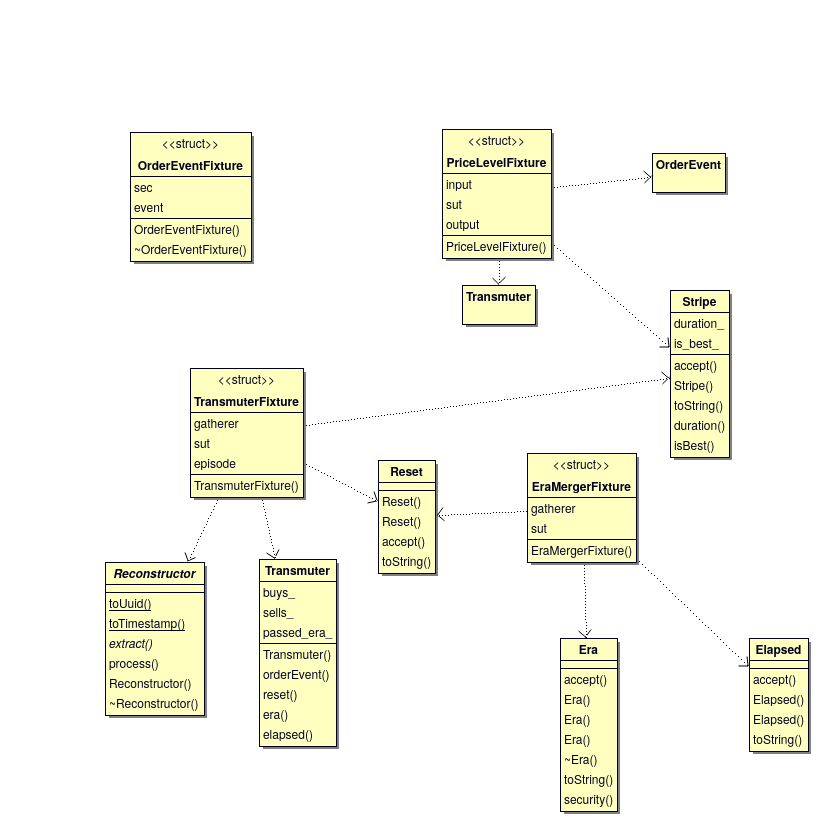 <<struct>>
OrderEventFixture
sec
event
OrderEventFixture()
~OrderEventFixture()
<<struct>>
PriceLevelFixture
input
sut
output
PriceLevelFixture()
OrderEvent
Transmuter
Stripe
duration_
is_best_
accept()
Stripe()
toString()
duration()
isBest()
<<struct>>
TransmuterFixture
gatherer
sut
episode
TransmuterFixture()
Reset
Reset()
Reset()
accept()
toString()
<<struct>>
EraMergerFixture
gatherer
sut
EraMergerFixture()
Reconstructor
toUuid()
toTimestamp()
extract()
process()
Reconstructor()
~Reconstructor()
Transmuter
buys_
sells_
passed_era_
Transmuter()
orderEvent()
reset()
era()
elapsed()
Era
accept()
Era()
Era()
Era()
~Era()
toString()
security()
Elapsed
accept()
Elapsed()
Elapsed()
toString()